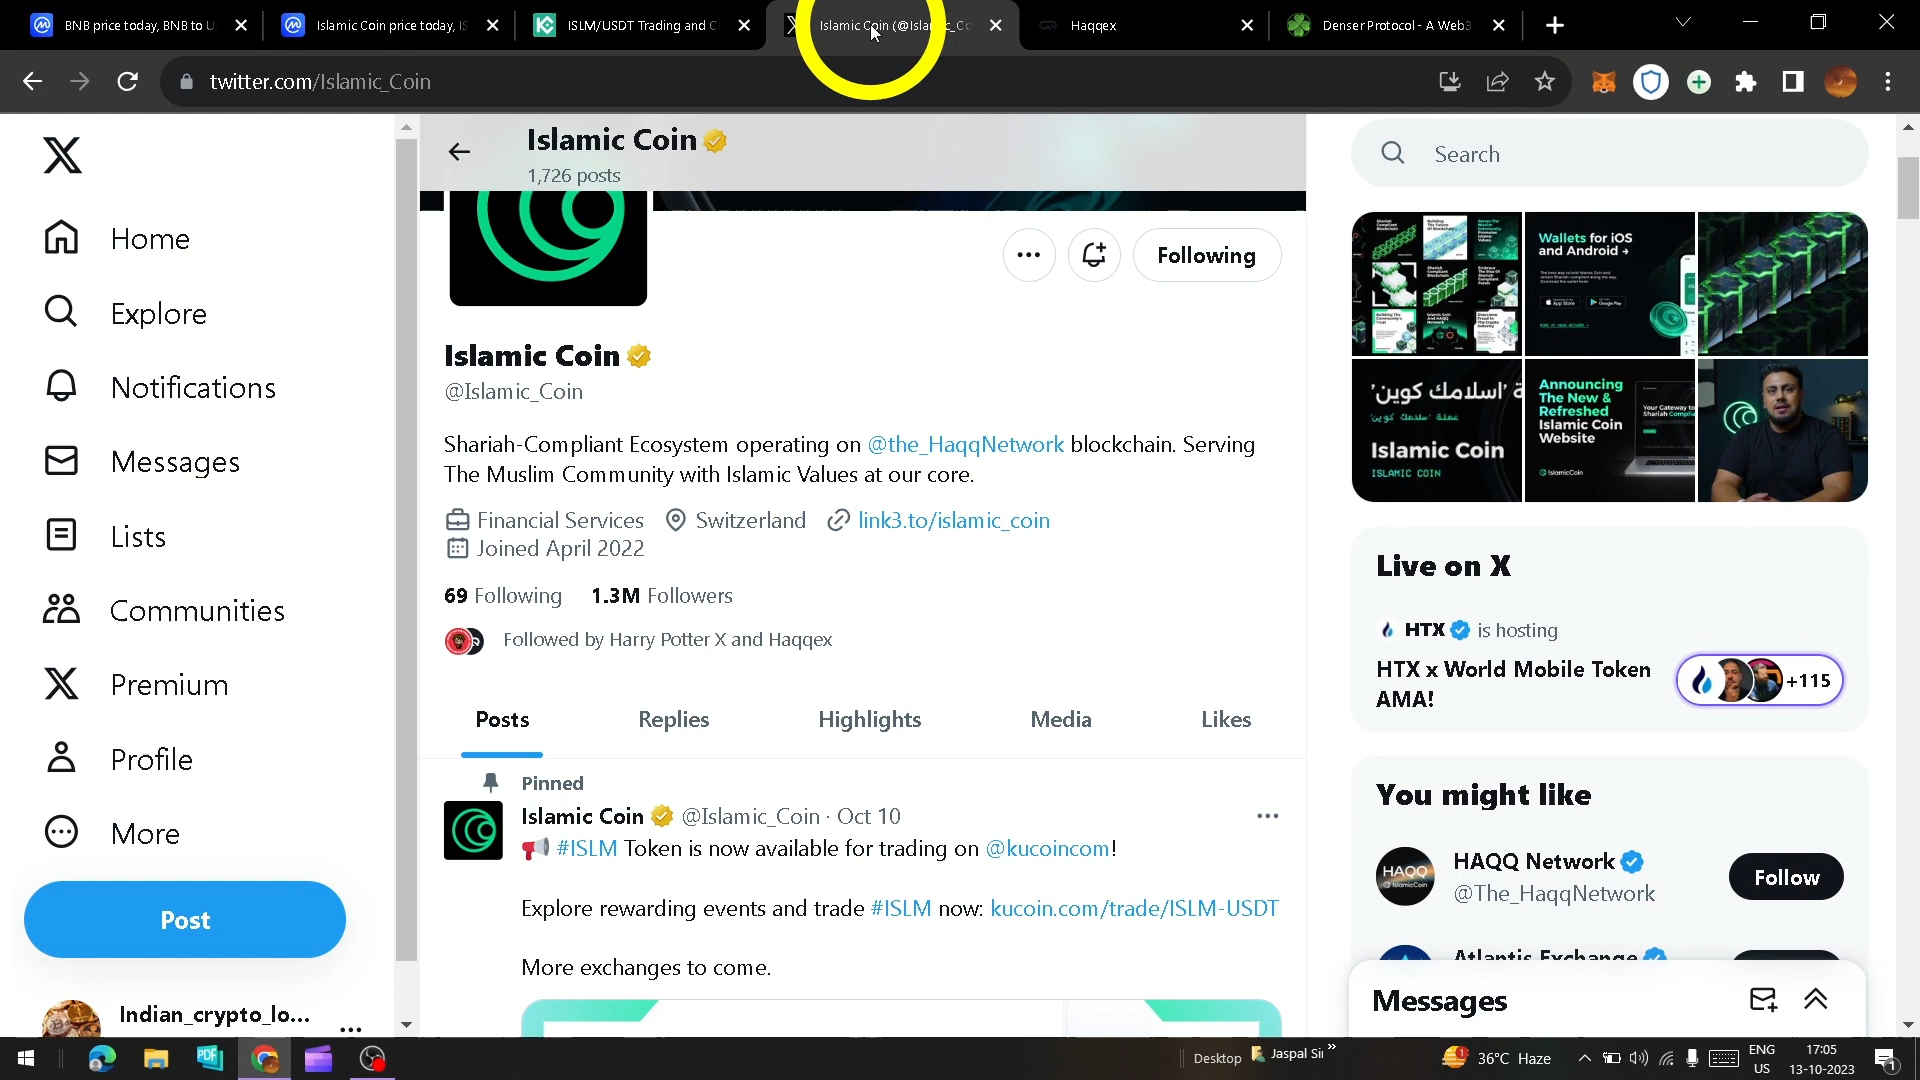 BNB price today, BNB to U
Islamic Coin price today, IS
ISLM/USDT Trading and C
Islamic Coin (@Islamic_Co
Haqqex
Denser Protocol - A Web3
twitter.com/Islamic_Coin
Islamic Coin
1,726 posts
Search
Home
Explore
Notifications
Messages
Lists
Communities
Premium
Profile
More
Post
Indian_crypto_lo...
Following
Islamic Coin
@Islamic_Coin
Shariah-Compliant Ecosystem operating on @the_HaqqNetwork blockchain. Serving
The Muslim Community with Islamic Values at our core.
Financial Services Switzerland link3.to/islamic_coin
Joined April 2022
69 Following 1.3M Followers
Followed by Harry Potter X and Haqqex
Posts Replies Highlights Media Likes
Pinned
Islamic Coin @Islamic_Coin · Oct 10
#ISLM Token is now available for trading on @kucoincom!
Explore rewarding events and trade #ISLM now: kucoin.com/trade/ISLM-USDT
More exchanges to come.
Wallets for iOS
and Android →
Islamic Coin
ISLAMIC COIN
Announcing
The New &
Refreshed
Islamic Coin
Website
IslamicCoin
Your Gateway to
Live on X
HTX is hosting
HTX x World Mobile Token
AMA!
+115
You might like
HAQQ Network
@The_HaqqNetwork
Follow
HAQQ
Atlantis Exchange
Messages
Desktop
Jaspal Si
36°C Haze
ENG
US
17:05
13-10-2023
1